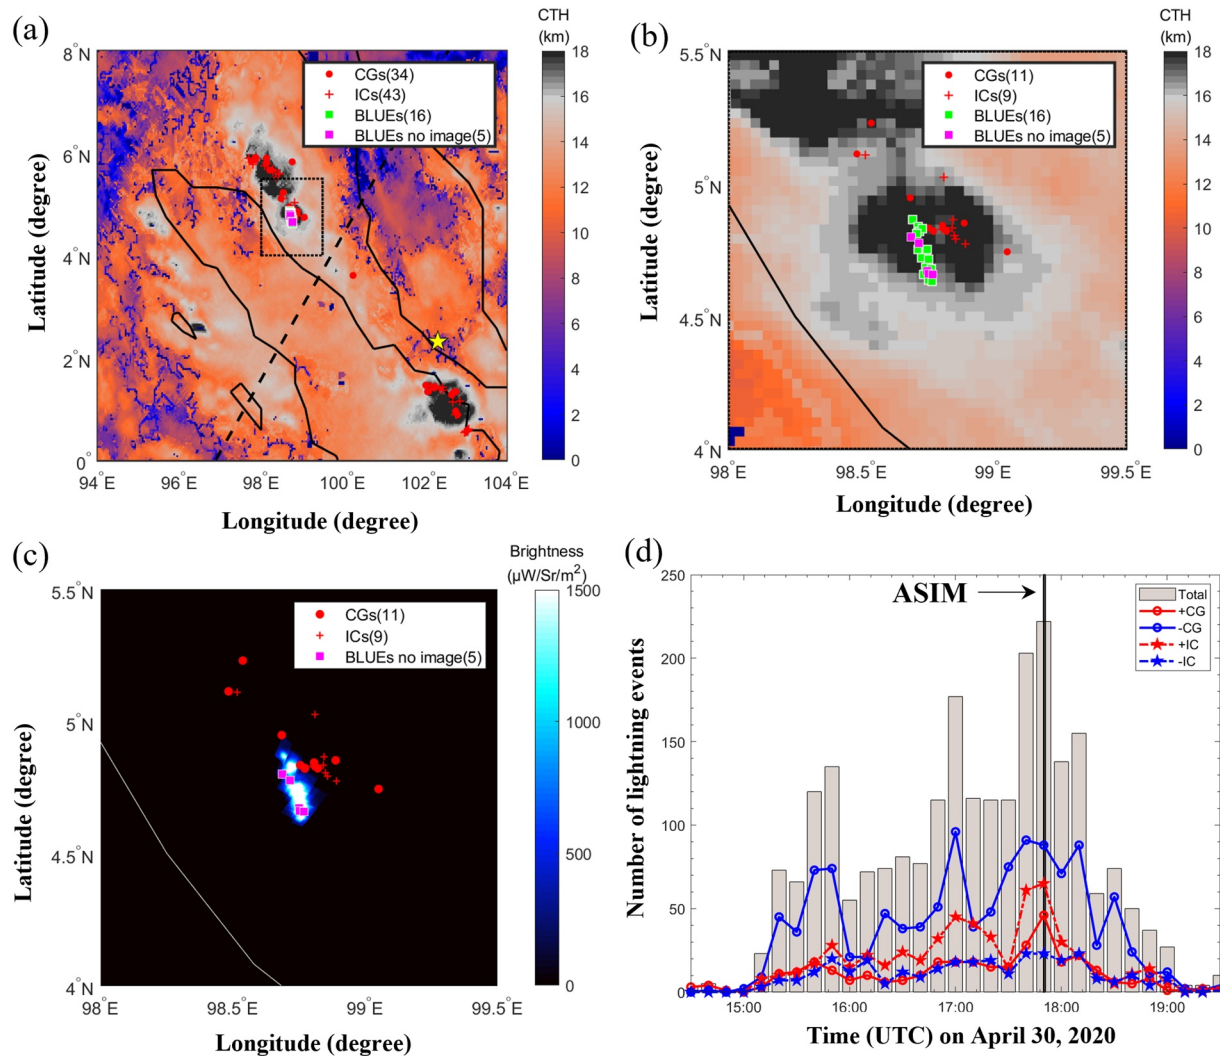 (a)
CTH
(km)
8°N
6°N
4°N
2°N
0°
94°E
96°E
98°E
100°E
102°E
104°E
Latitude (degree)
Longitude (degree)
CGs(34)
ICs(43)
BLUEs(16)
BLUEs no image(5)
18
16
14
12
10
8
6
4
2
0
(b)
CTH
(km)
5.5°N
5°N
4.5°N
4°N
98°E
98.5°E
99°E
99.5°E
Latitude (degree)
Longitude (degree)
CGs(11)
ICs(9)
BLUEs(16)
BLUEs no image(5)
18
16
14
12
10
8
6
4
2
0
(c)
Brightness
(μW/Sr/m²)
5.5°N
5°N
4.5°N
4°N
98°E
98.5°E
99°E
99.5°E
Latitude (degree)
Longitude (degree)
CGs(11)
ICs(9)
BLUEs no image(5)
1500
1000
500
0
(d)
250
200
150
100
50
0
Number of lightning events
ASIM
Total
+CG
-CG
+IC
-IC
15:00
16:00
17:00
18:00
19:00
Time (UTC) on April 30, 2020